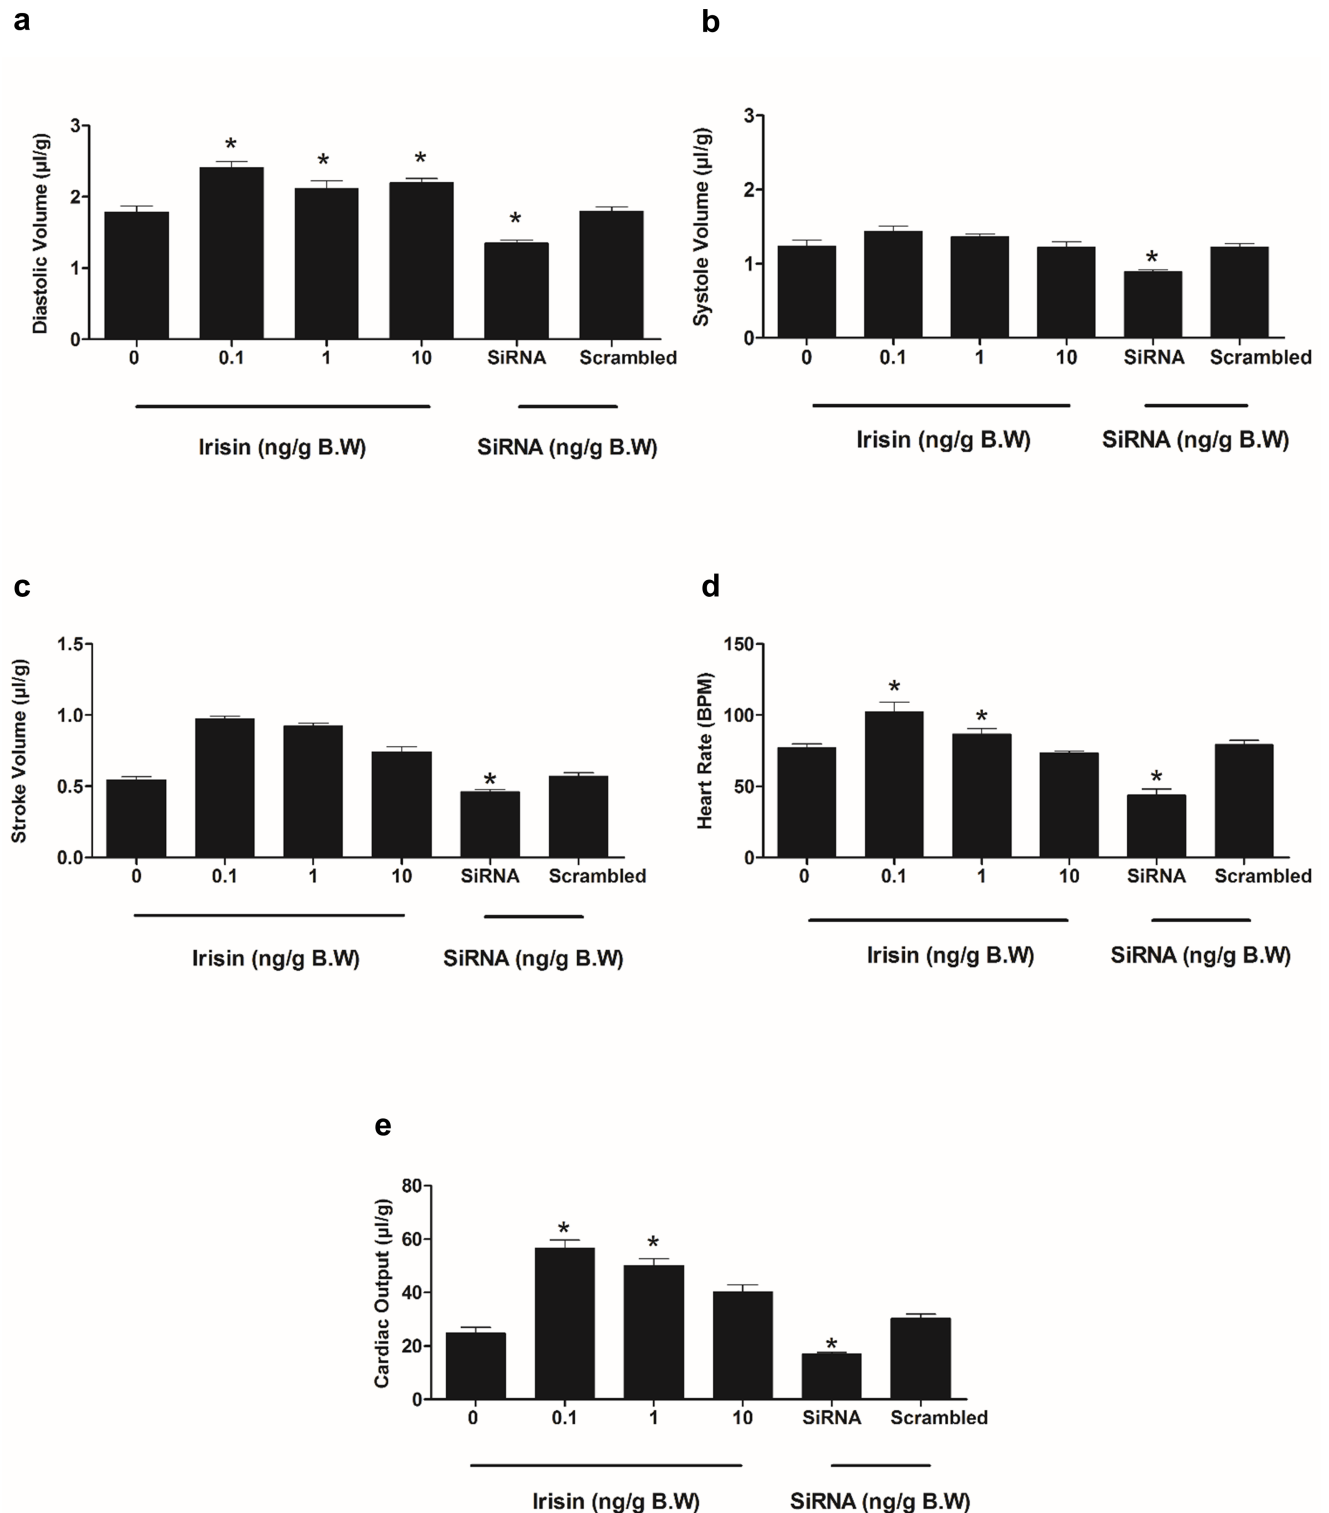 a
Diastolic Volume (µl/g)
3
2
1
0
*
*
*
*
0 0.1 1 10 SiRNA Scrambled
Irisin (ng/g B.W) SiRNA (ng/g B.W)
b
Systole Volume (µl/g)
3
2
1
0
*
0 0.1 1 10 SiRNA Scrambled
Irisin (ng/g B.W) SiRNA (ng/g B.W)
c
Stroke Volume (µl/g)
1.5
1.0
0.5
0.0
*
0 0.1 1 10 SiRNA Scrambled
Irisin (ng/g B.W) SiRNA (ng/g B.W)
d
Heart Rate (BPM)
150
100
50
0
*
*
*
0 0.1 1 10 SiRNA Scrambled
Irisin (ng/g B.W) SiRNA (ng/g B.W)
e
Cardiac Output (µl/g)
80
60
40
20
0
*
*
*
0 0.1 1 10 SiRNA Scrambled
Irisin (ng/g B.W) SiRNA (ng/g B.W)